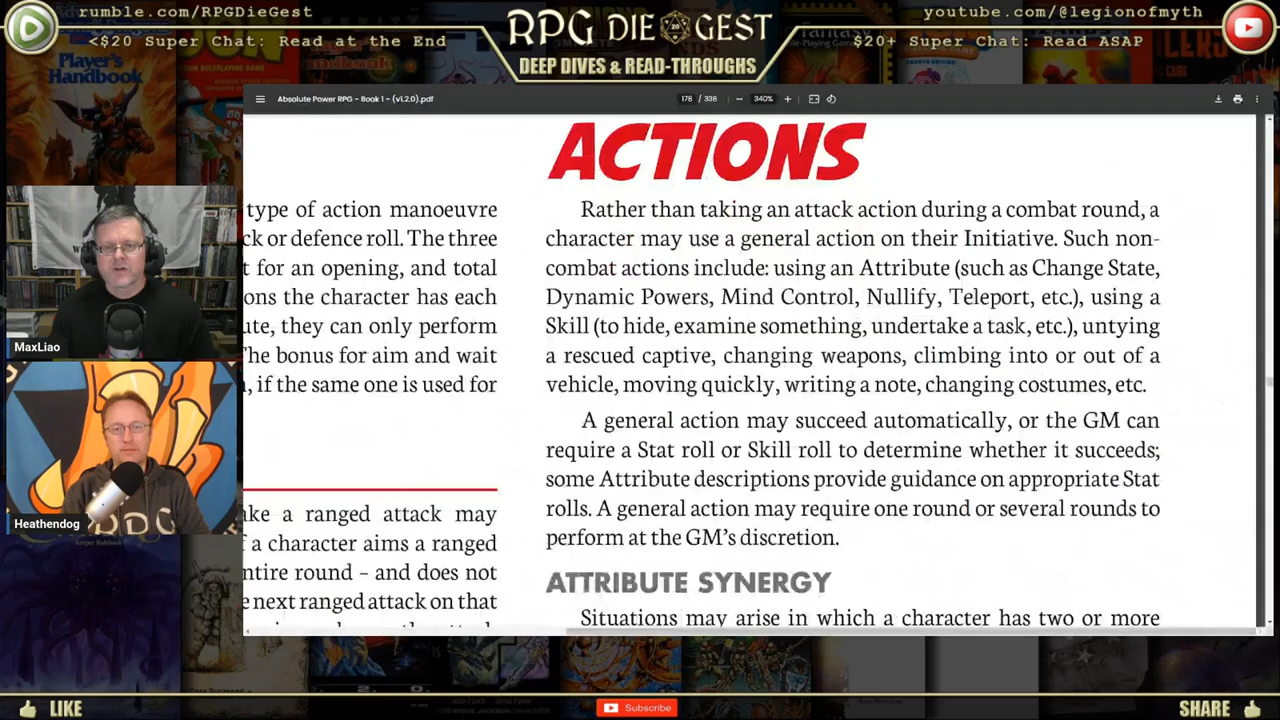 rumble.com/RPGDieGest
<$20 Super Chat: Read at the End
RPG DIE GEST
DEEP DIVES & READ-THROUGHS
youtube.com/@legionofmyth
$20+ Super Chat: Read ASAP
Player's
Handbook
Absolute Power RPG - Book 1 - (v1.2.0).pdf
178 / 338
340%
ACTIONS
type of action manoeuvre
ck or defence roll. The three
t for an opening, and total
ons the character has each
ute, they can only perform
The bonus for aim and wait
, if the same one is used for
ake a ranged attack may
f a character aims a ranged
ntire round – and does not
e next ranged attack on that
Rather than taking an attack action during a combat round, a
character may use a general action on their Initiative. Such non-
combat actions include: using an Attribute (such as Change State,
Dynamic Powers, Mind Control, Nullify, Teleport, etc.), using a
Skill (to hide, examine something, undertake a task, etc.), untying
a rescued captive, changing weapons, climbing into or out of a
vehicle, moving quickly, writing a note, changing costumes, etc.
A general action may succeed automatically, or the GM can
require a Stat roll or Skill roll to determine whether it succeeds;
some Attribute descriptions provide guidance on appropriate Stat
rolls. A general action may require one round or several rounds to
perform at the GM's discretion.
ATTRIBUTE SYNERGY
Situations may arise in which a character has two or more
MaxLiao
Heathendog
LIKE
Subscribe
SHARE